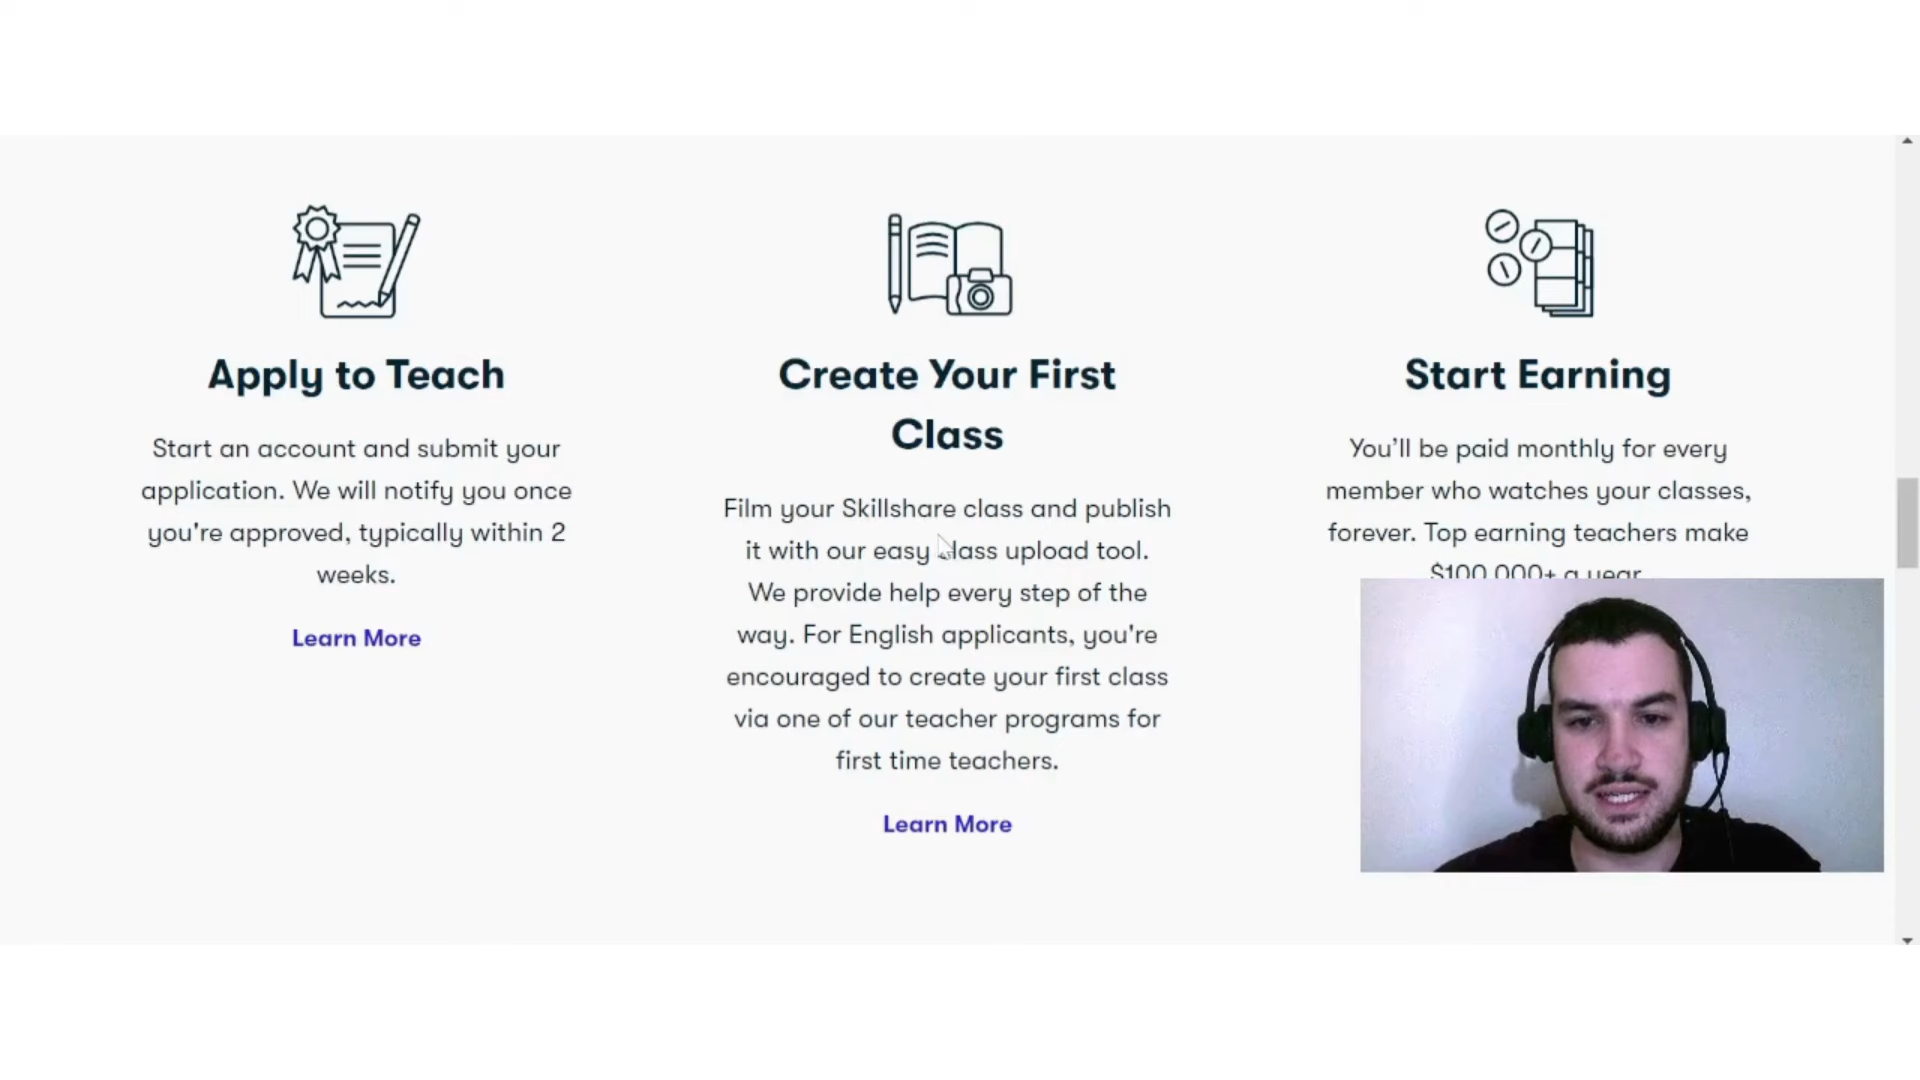 Apply to Teach
Start an account and submit your
application. We will notify you once
you're approved, typically within 2
weeks.
Learn More
Create Your First
Class
Film your Skillshare class and publish
it with our easy class upload tool.
We provide help every step of the
way. For English applicants, you're
encouraged to create your first class
via one of our teacher programs for
first time teachers.
Learn More
Start Earning
You’ll be paid monthly for every
member who watches your classes,
forever. Top earning teachers make
$100,000+ a year